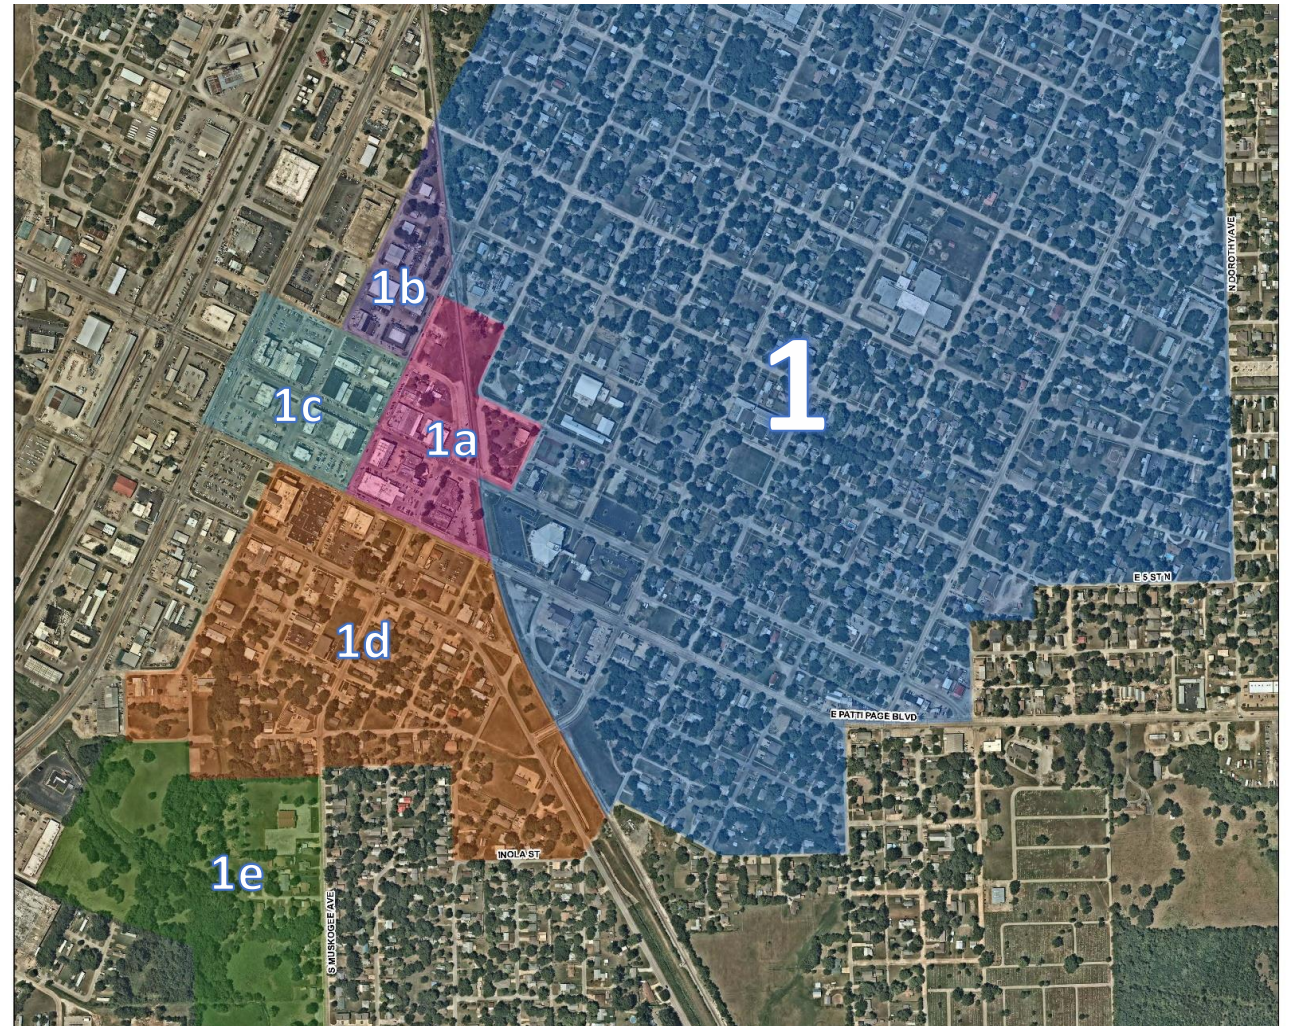 N DOROTHY AVE
1b
1
1c
1a
E 5 ST N
1d
E PATTI PAGE BLVD
INOLA ST
1e
S MUSKOGEE AVE